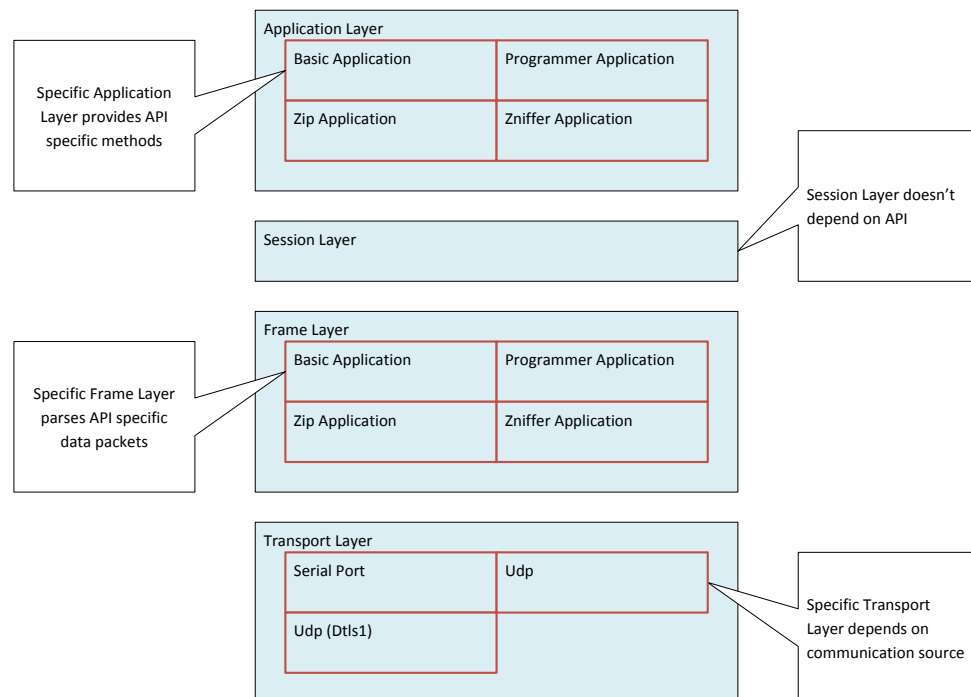 Application Layer
Basic Application
Programmer Application
Zip Application
Zniffer Application
Specific Application
Layer provides API
specific methods
Session Layer
Session Layer doesn’t
depend on API
Frame Layer
Basic Application
Programmer Application
Zip Application
Zniffer Application
Specific Frame Layer
parses API specific
data packets
Transport Layer
Serial Port
Udp
Udp (Dtls1)
Specific Transport
Layer depends on
communication source